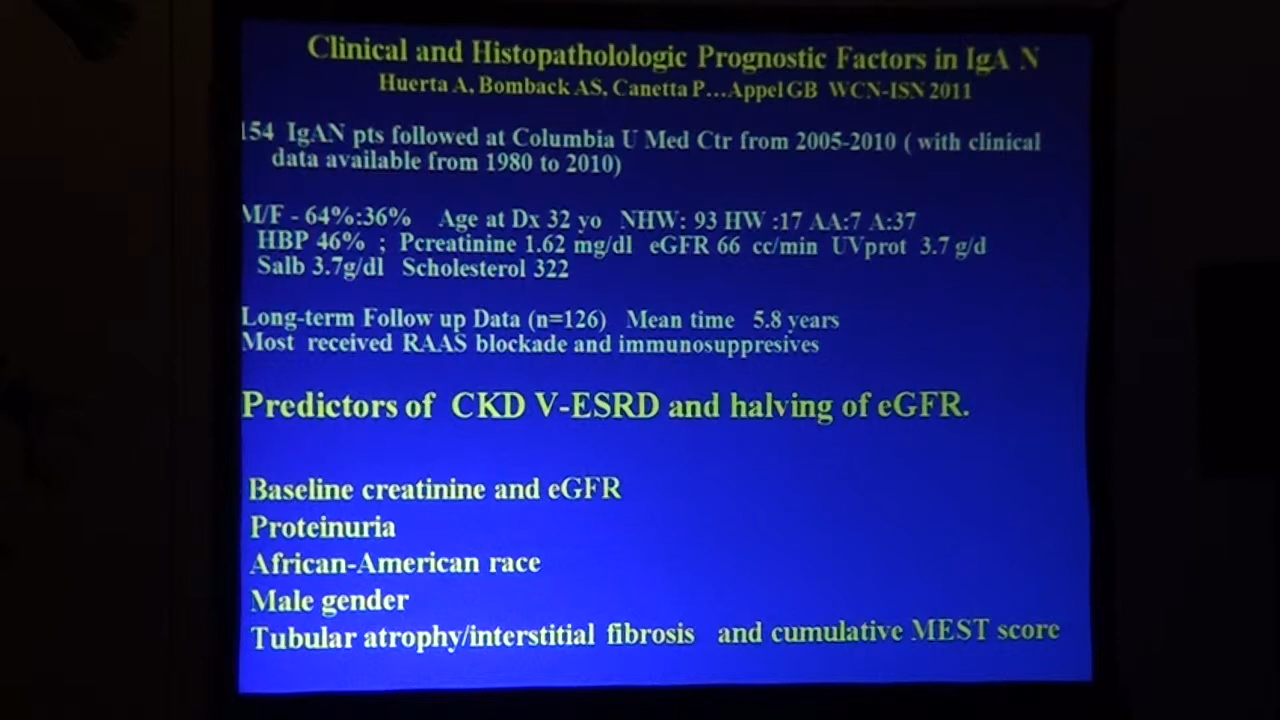 Clinical and Histopatholologic Prognostic Factors in IgA N
Huerta A, Bomback AS, Canetta P...Appel GB WCN-ISN 2011
154 IgAN pts followed at Columbia U Med Ctr from 2005-2010 ( with clinical
data available from 1980 to 2010)
M/F - 64%:36% Age at Dx 32 yo NHW: 93 HW :17 AA:7 A:37
HBP 46% ; Pcreatinine 1.62 mg/dl eGFR 66 cc/min UVprot 3.7 g/d
Salb 3.7g/dl Scholesterol 322
Long-term Follow up Data (n=126) Mean time 5.8 years
Most received RAAS blockade and immunosuppresives
Predictors of CKD V-ESRD and halving of eGFR.
Baseline creatinine and eGFR
Proteinuria
African-American race
Male gender
Tubular atrophy/interstitial fibrosis and cumulative MEST score